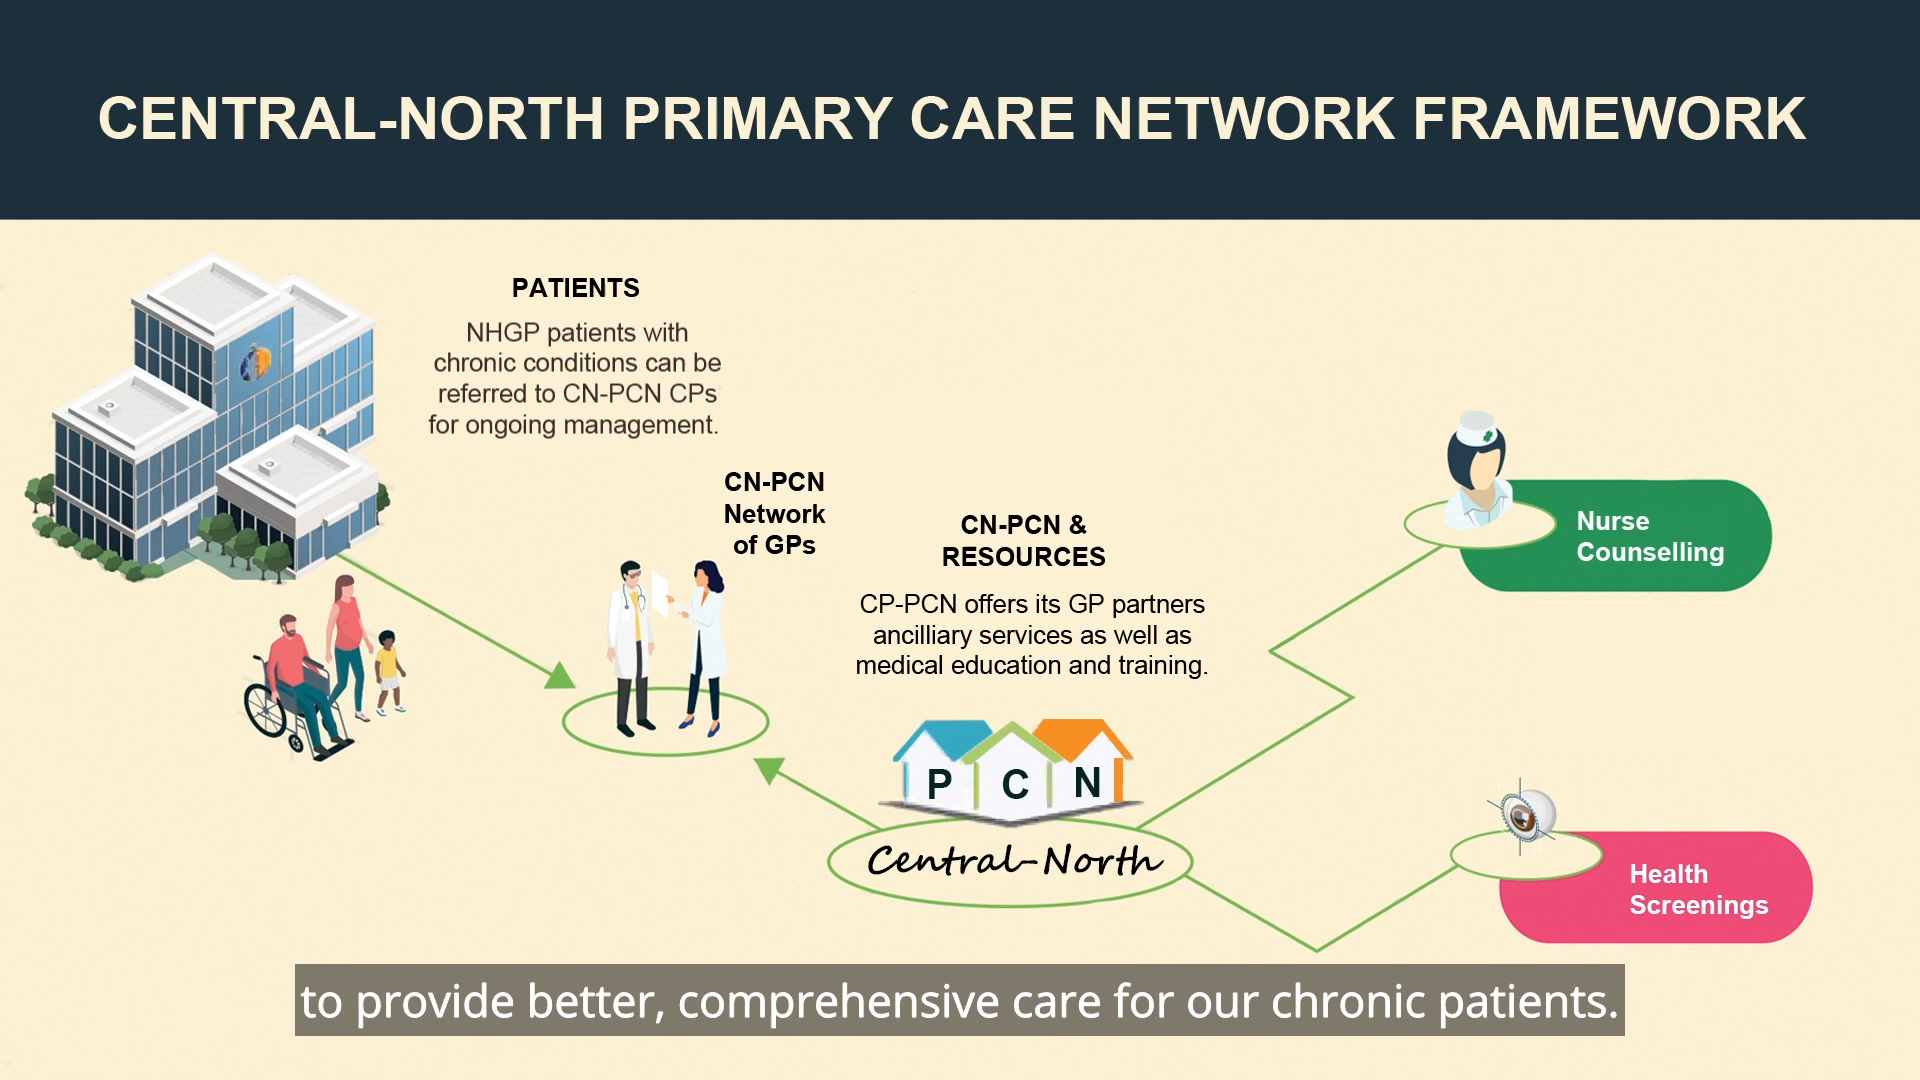 CENTRAL-NORTH PRIMARY CARE NETWORK FRAMEWORK
PATIENTS
NHGP patients with
chronic conditions can be
referred to CN-PCN CPs
for ongoing management.
CN-PCN
Network
of GPs
CN-PCN &
RESOURCES
CP-PCN offers its GP partners
ancilliary services as well as
medical education and training.
P C N
Central-North
Nurse
Counselling
Health
Screenings
to provide better, comprehensive care for our chronic patients.